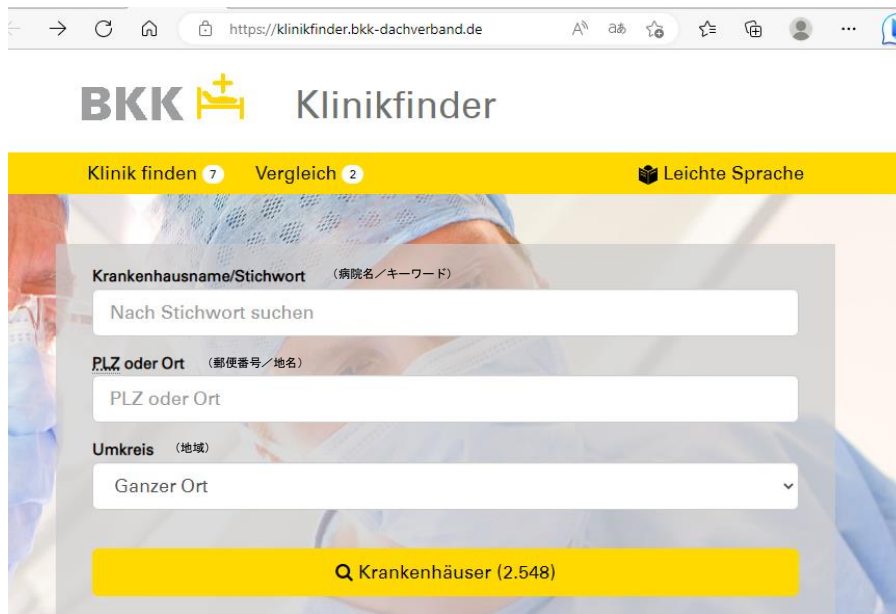 https://klinikfinder.bkk-dachverband.de
BKK Klinikfinder
Klinik finden 7 Vergleich 2 Leichte Sprache
Krankenhausname/Stichwort (病院名/キーワード)
Nach Stichwort suchen
PLZ oder Ort (郵便番号/地名)
PLZ oder Ort
Umkreis (地域)
Ganzer Ort
Krankenhäuser (2.548)